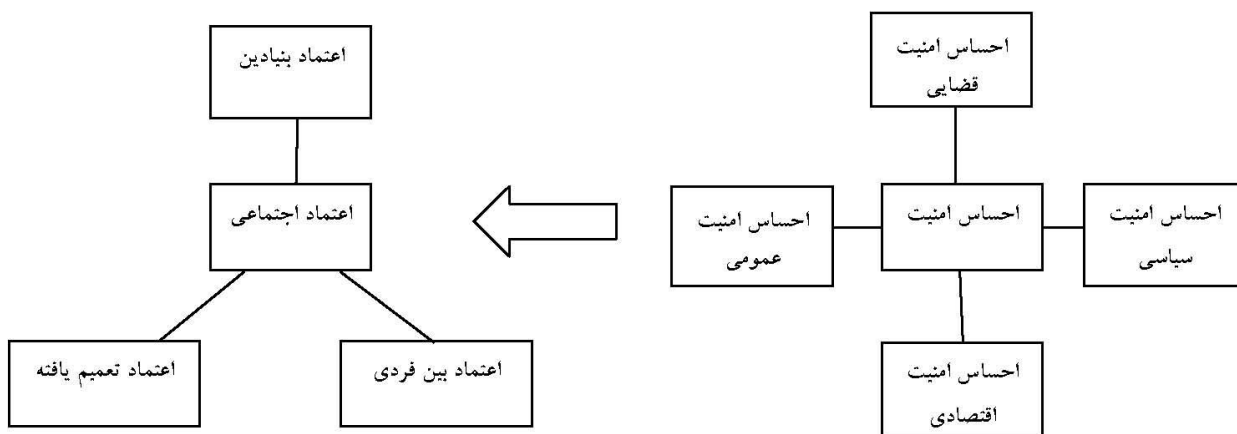 احساس امنیت
قضایی
احساس امنیت
سیاسی
احساس امنیت
احساس امنیت
عمومی
احساس امنیت
اقتصادی
اعتماد بنیادین
اعتماد اجتماعی
اعتماد بین فردی
اعتماد تعمیم یافته